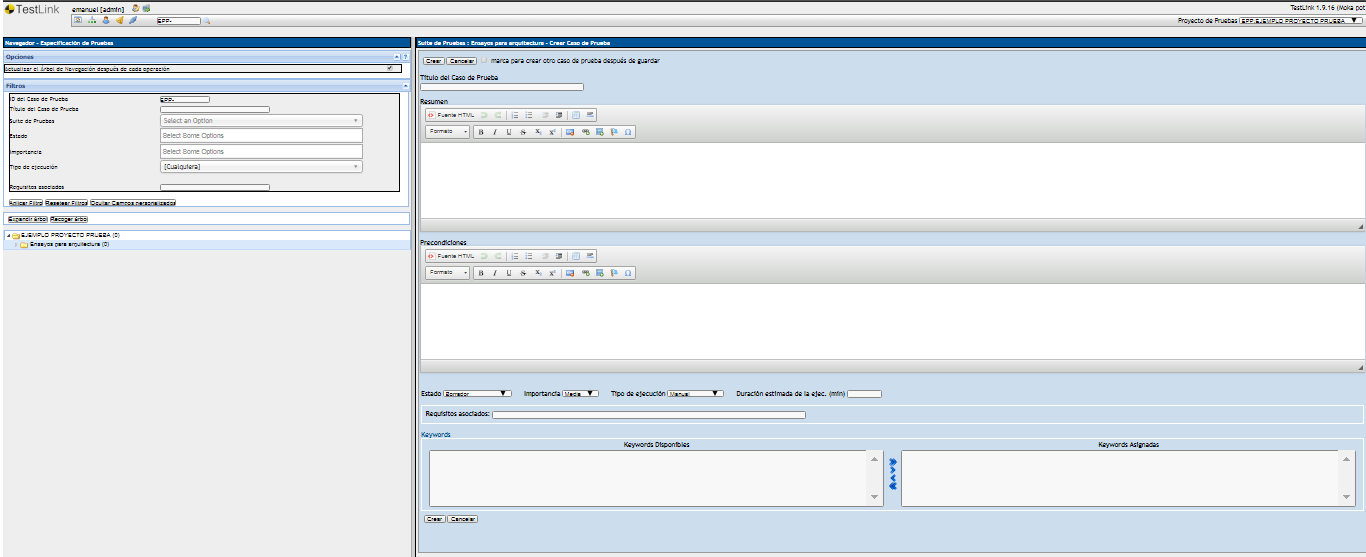 TestLink emanuel [admin] TestLink 1.9.16 (Moka pot
EPP- Proyecto de Pruebas EPP:EJEMPLO PROYECTO PRUEBA
Navegador - Especificación de Pruebas
Opciones
Actualizar el Árbol de Navegación después de cada operación
Filtros
ID del Caso de Prueba EPP-
Título del Caso de Prueba
Suite de Pruebas Select an Option
Estado Select Some Options
Importancia Select Some Options
Tipo de ejecución [Cualquiera]
Requisitos asociados
Aplicar Filtro Resetear Filtros Ocultar Campos personalizados
Expandir árbol Recoger árbol
EJEMPLO PROYECTO PRUEBA (0)
Ensayos para arquitectura (0)
Suite de Pruebas : Ensayos para arquitectura - Crear Caso de Prueba
Crear Cancelar marca para crear otro caso de prueba después de guardar
Título del Caso de Prueba
Resumen
Fuente HTML
Formato B I U S X₂ X² Ω
Precondiciones
Fuente HTML
Formato B I U S X₂ X² Ω
Estado Borrador Importancia Media Tipo de ejecución Manual Duración estimada de la ejec. (min)
Requisitos asociados:
Keywords
Keywords Disponibles Keywords Asignadas
Crear Cancelar